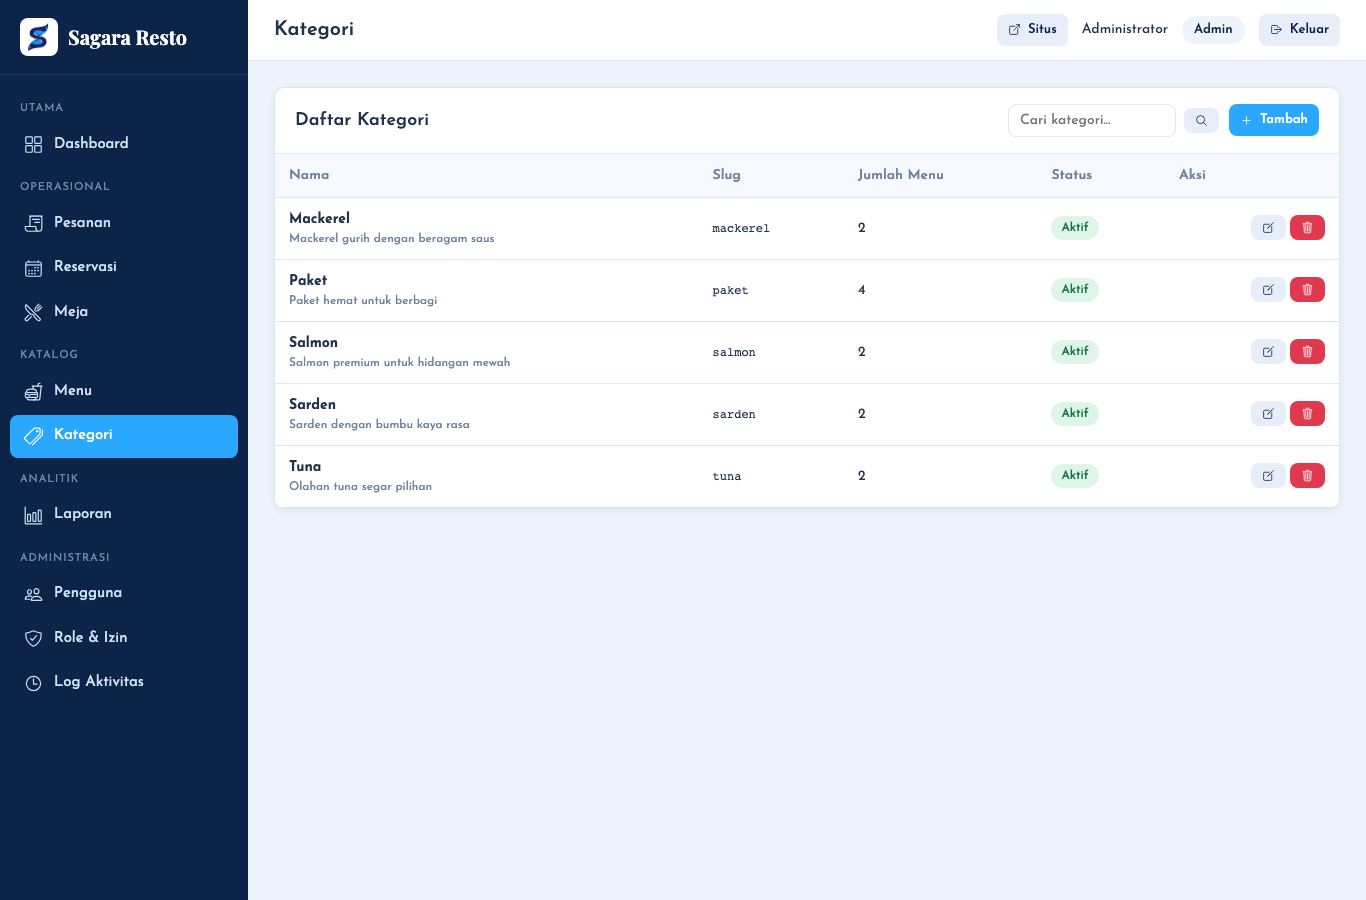 Sagara Resto
UTAMA
Dashboard
OPERASIONAL
Pesanan
Reservasi
Meja
KATALOG
Menu
Kategori
ANALITIK
Laporan
ADMINISTRASI
Pengguna
Role & Izin
Log Aktivitas
Kategori
Situs Administrator Admin Keluar
Daftar Kategori
Cari kategori...
+ Tambah
Nama Slug Jumlah Menu Status Aksi
Mackerel mackerel 2 Aktif
Mackerel gurih dengan beragam saus
Paket paket 4 Aktif
Paket hemat untuk berbagi
Salmon salmon 2 Aktif
Salmon premium untuk hidangan mewah
Sarden sarden 2 Aktif
Sarden dengan bumbu kaya rasa
Tuna tuna 2 Aktif
Olahan tuna segar pilihan